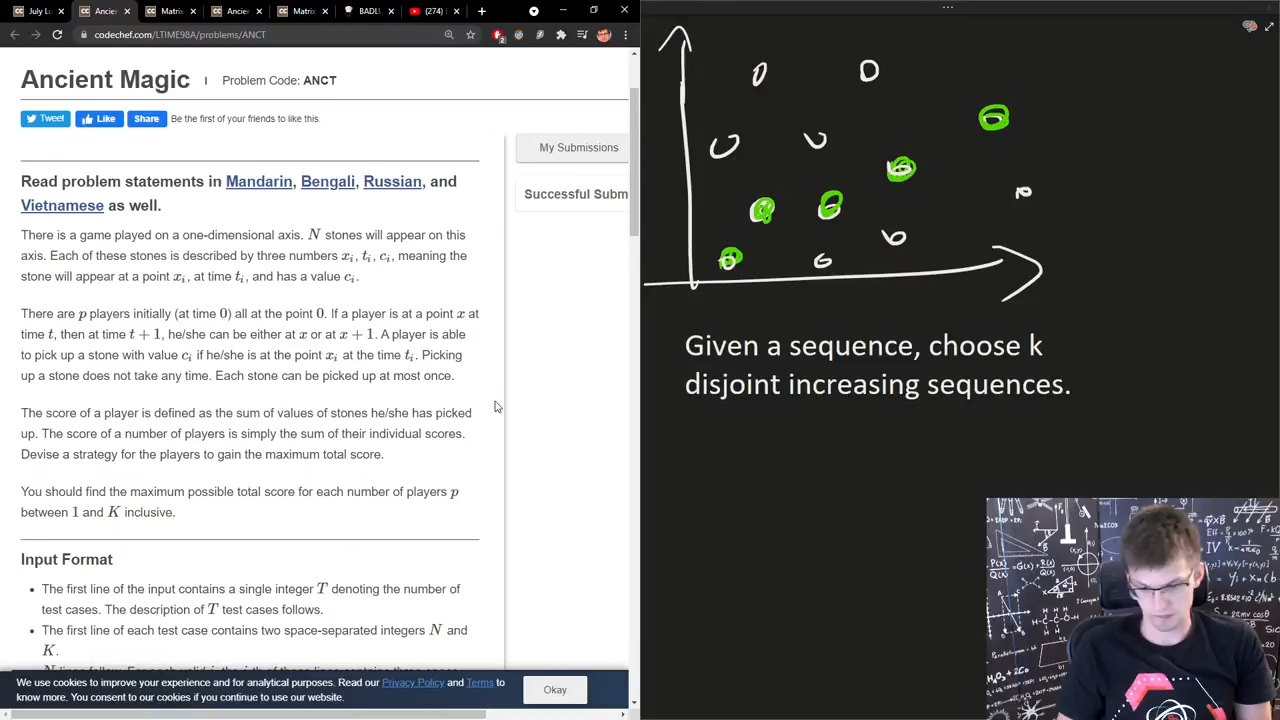 July Lu
Ancien
Matrix
Ancien
Matrix
BADLU
(274)
codechef.com/LTIME98A/problems/ANCT
Ancient Magic | Problem Code: ANCT
Tweet Like Share Be the first of your friends to like this.
My Submissions
Successful Subm
Read problem statements in Mandarin, Bengali, Russian, and
Vietnamese as well.
There is a game played on a one-dimensional axis. N stones will appear on this
axis. Each of these stones is described by three numbers xi, ti, ci, meaning the
stone will appear at a point xi, at time ti, and has a value ci.
There are p players initially (at time 0) all at the point 0. If a player is at a point x at
time t, then at time t + 1, he/she can be either at x or at x + 1. A player is able
to pick up a stone with value ci if he/she is at the point xi at the time ti. Picking
up a stone does not take any time. Each stone can be picked up at most once.
The score of a player is defined as the sum of values of stones he/she has picked
up. The score of a number of players is simply the sum of their individual scores.
Devise a strategy for the players to gain the maximum total score.
You should find the maximum possible total score for each number of players p
between 1 and K inclusive.
Input Format
The first line of the input contains a single integer T denoting the number of
test cases. The description of T test cases follows.
The first line of each test case contains two space-separated integers N and
K.
We use cookies to improve your experience and for analytical purposes. Read our Privacy Policy and Terms to
know more. You consent to our cookies if you continue to use our website.
Okay
Given a sequence, choose k
disjoint increasing sequences.